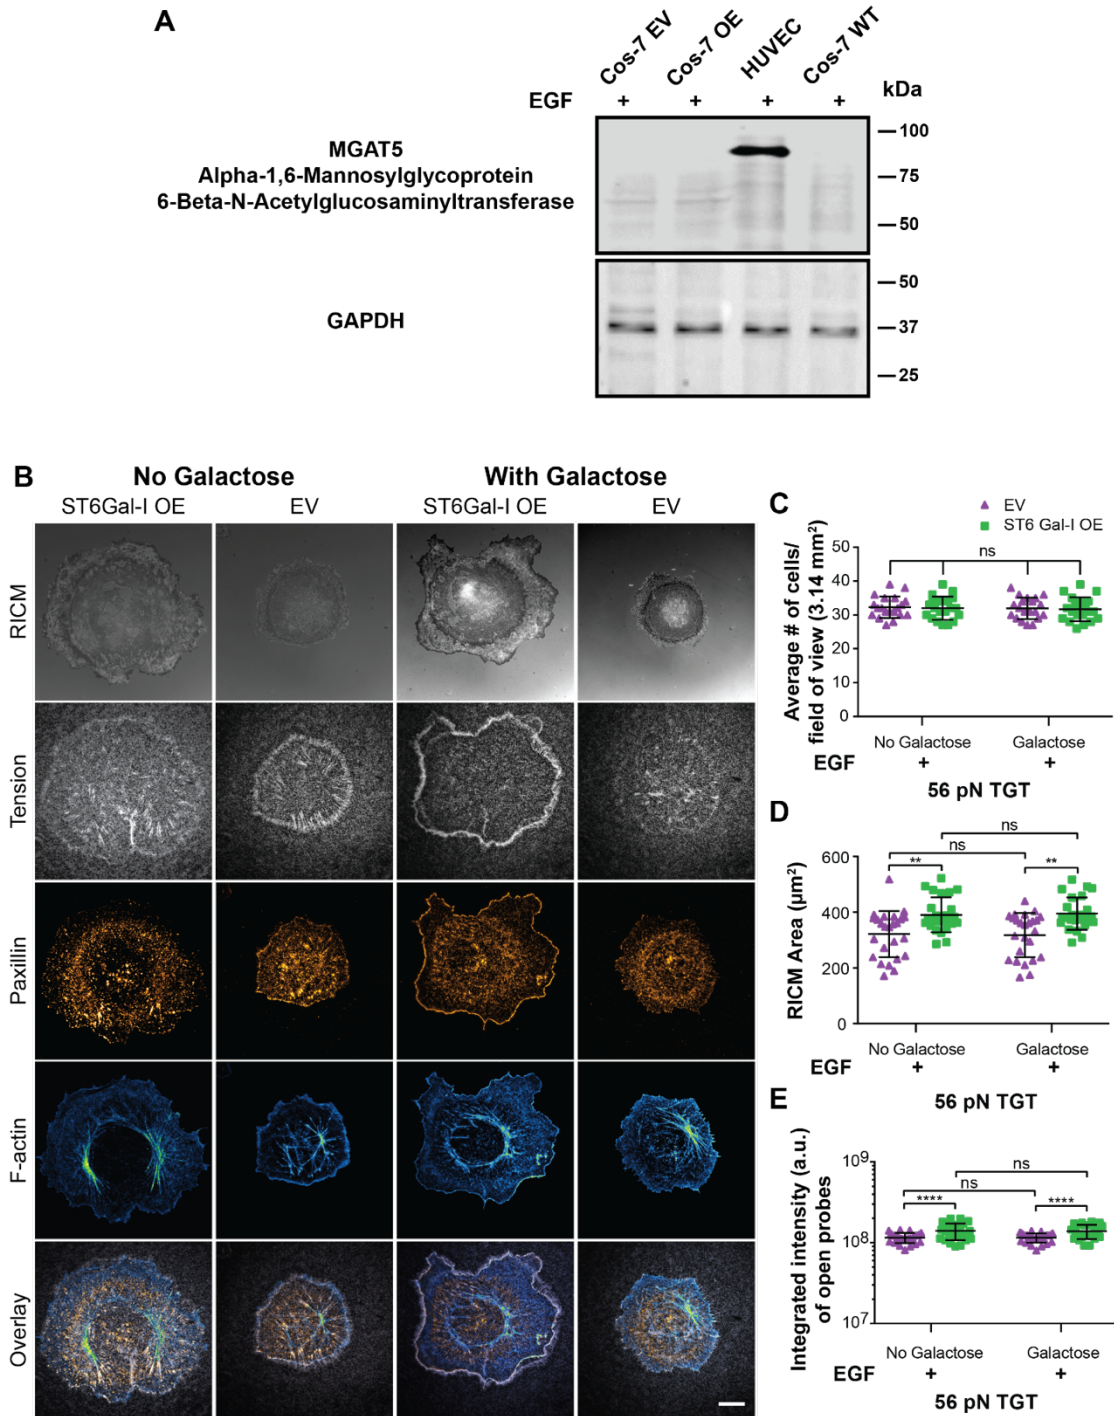 A
Cos-7 EV
Cos-7 OE
HUVEC
Cos-7 WT
EGF + + + + kDa
MGAT5
Alpha-1,6-Mannosylglycoprotein
6-Beta-N-Acetylglucosaminyltransferase
100
75
50
GAPDH
50
37
25
B
No Galactose With Galactose
ST6Gal-I OE EV ST6Gal-I OE EV
RICM
Tension
Paxillin
F-actin
Overlay
C
EV
ST6 Gal-I OE
Average # of cells/
field of view (3.14 mm²)
50
40
30
20
10
0
ns
No Galactose Galactose
EGF + +
56 pN TGT
D
RICM Area (µm²)
600
400
200
0
ns
ns
** **
No Galactose Galactose
EGF + +
56 pN TGT
E
Integrated intensity (a.u.)
of open probes
10⁹
10⁸
10⁷
ns
ns
**** ****
No Galactose Galactose
EGF + +
56 pN TGT